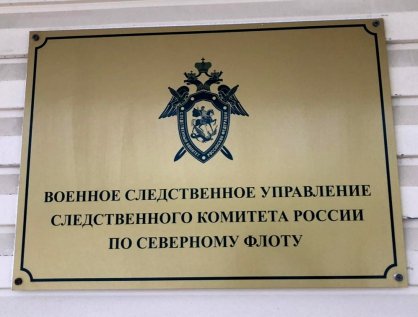 ВОЕННОЕ СЛЕДСТВЕННОЕ УПРАВЛЕНИЕ
СЛЕДСТВЕННОГО КОМИТЕТА РОССИИ
ПО СЕВЕРНОМУ ФЛОТУ